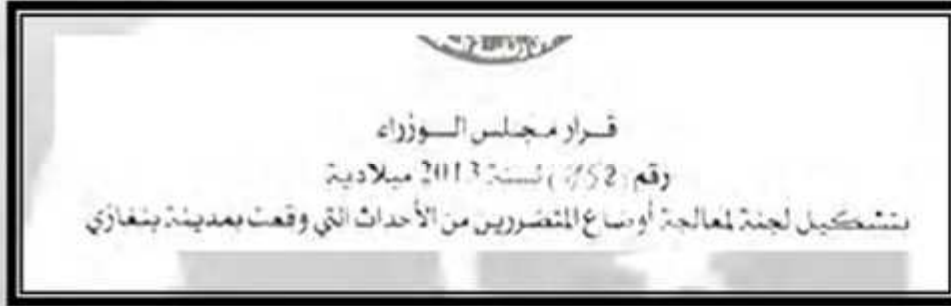 قرار مجلس الوزراء
رقم ( ) لسنة 2013 ميلادية
بتشكيل لجنة لمعالجة أوضاع المتضررين من الأحداث التي وقعت بمدينة بنغازي